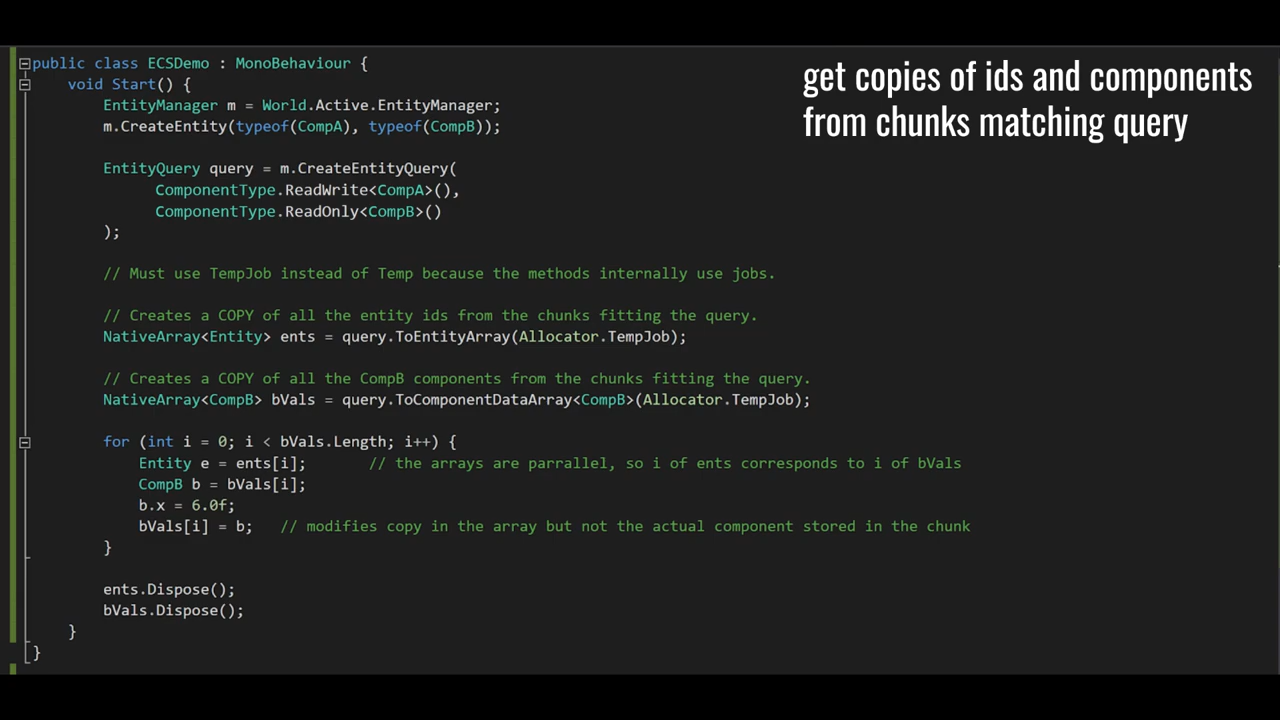 get copies of ids and components
from chunks matching query
public class ECSDemo : MonoBehaviour {
void Start() {
EntityManager m = World.Active.EntityManager;
m.CreateEntity(typeof(CompA), typeof(CompB));
EntityQuery query = m.CreateEntityQuery(
ComponentType.ReadWrite<CompA>(),
ComponentType.ReadOnly<CompB>()
);
// Must use TempJob instead of Temp because the methods internally use jobs.
// Creates a COPY of all the entity ids from the chunks fitting the query.
NativeArray<Entity> ents = query.ToEntityArray(Allocator.TempJob);
// Creates a COPY of all the CompB components from the chunks fitting the query.
NativeArray<CompB> bVals = query.ToComponentDataArray<CompB>(Allocator.TempJob);
for (int i = 0; i < bVals.Length; i++) {
Entity e = ents[i]; // the arrays are parrallel, so i of ents corresponds to i of bVals
CompB b = bVals[i];
b.x = 6.0f;
bVals[i] = b; // modifies copy in the array but not the actual component stored in the chunk
}
ents.Dispose();
bVals.Dispose();
}
}